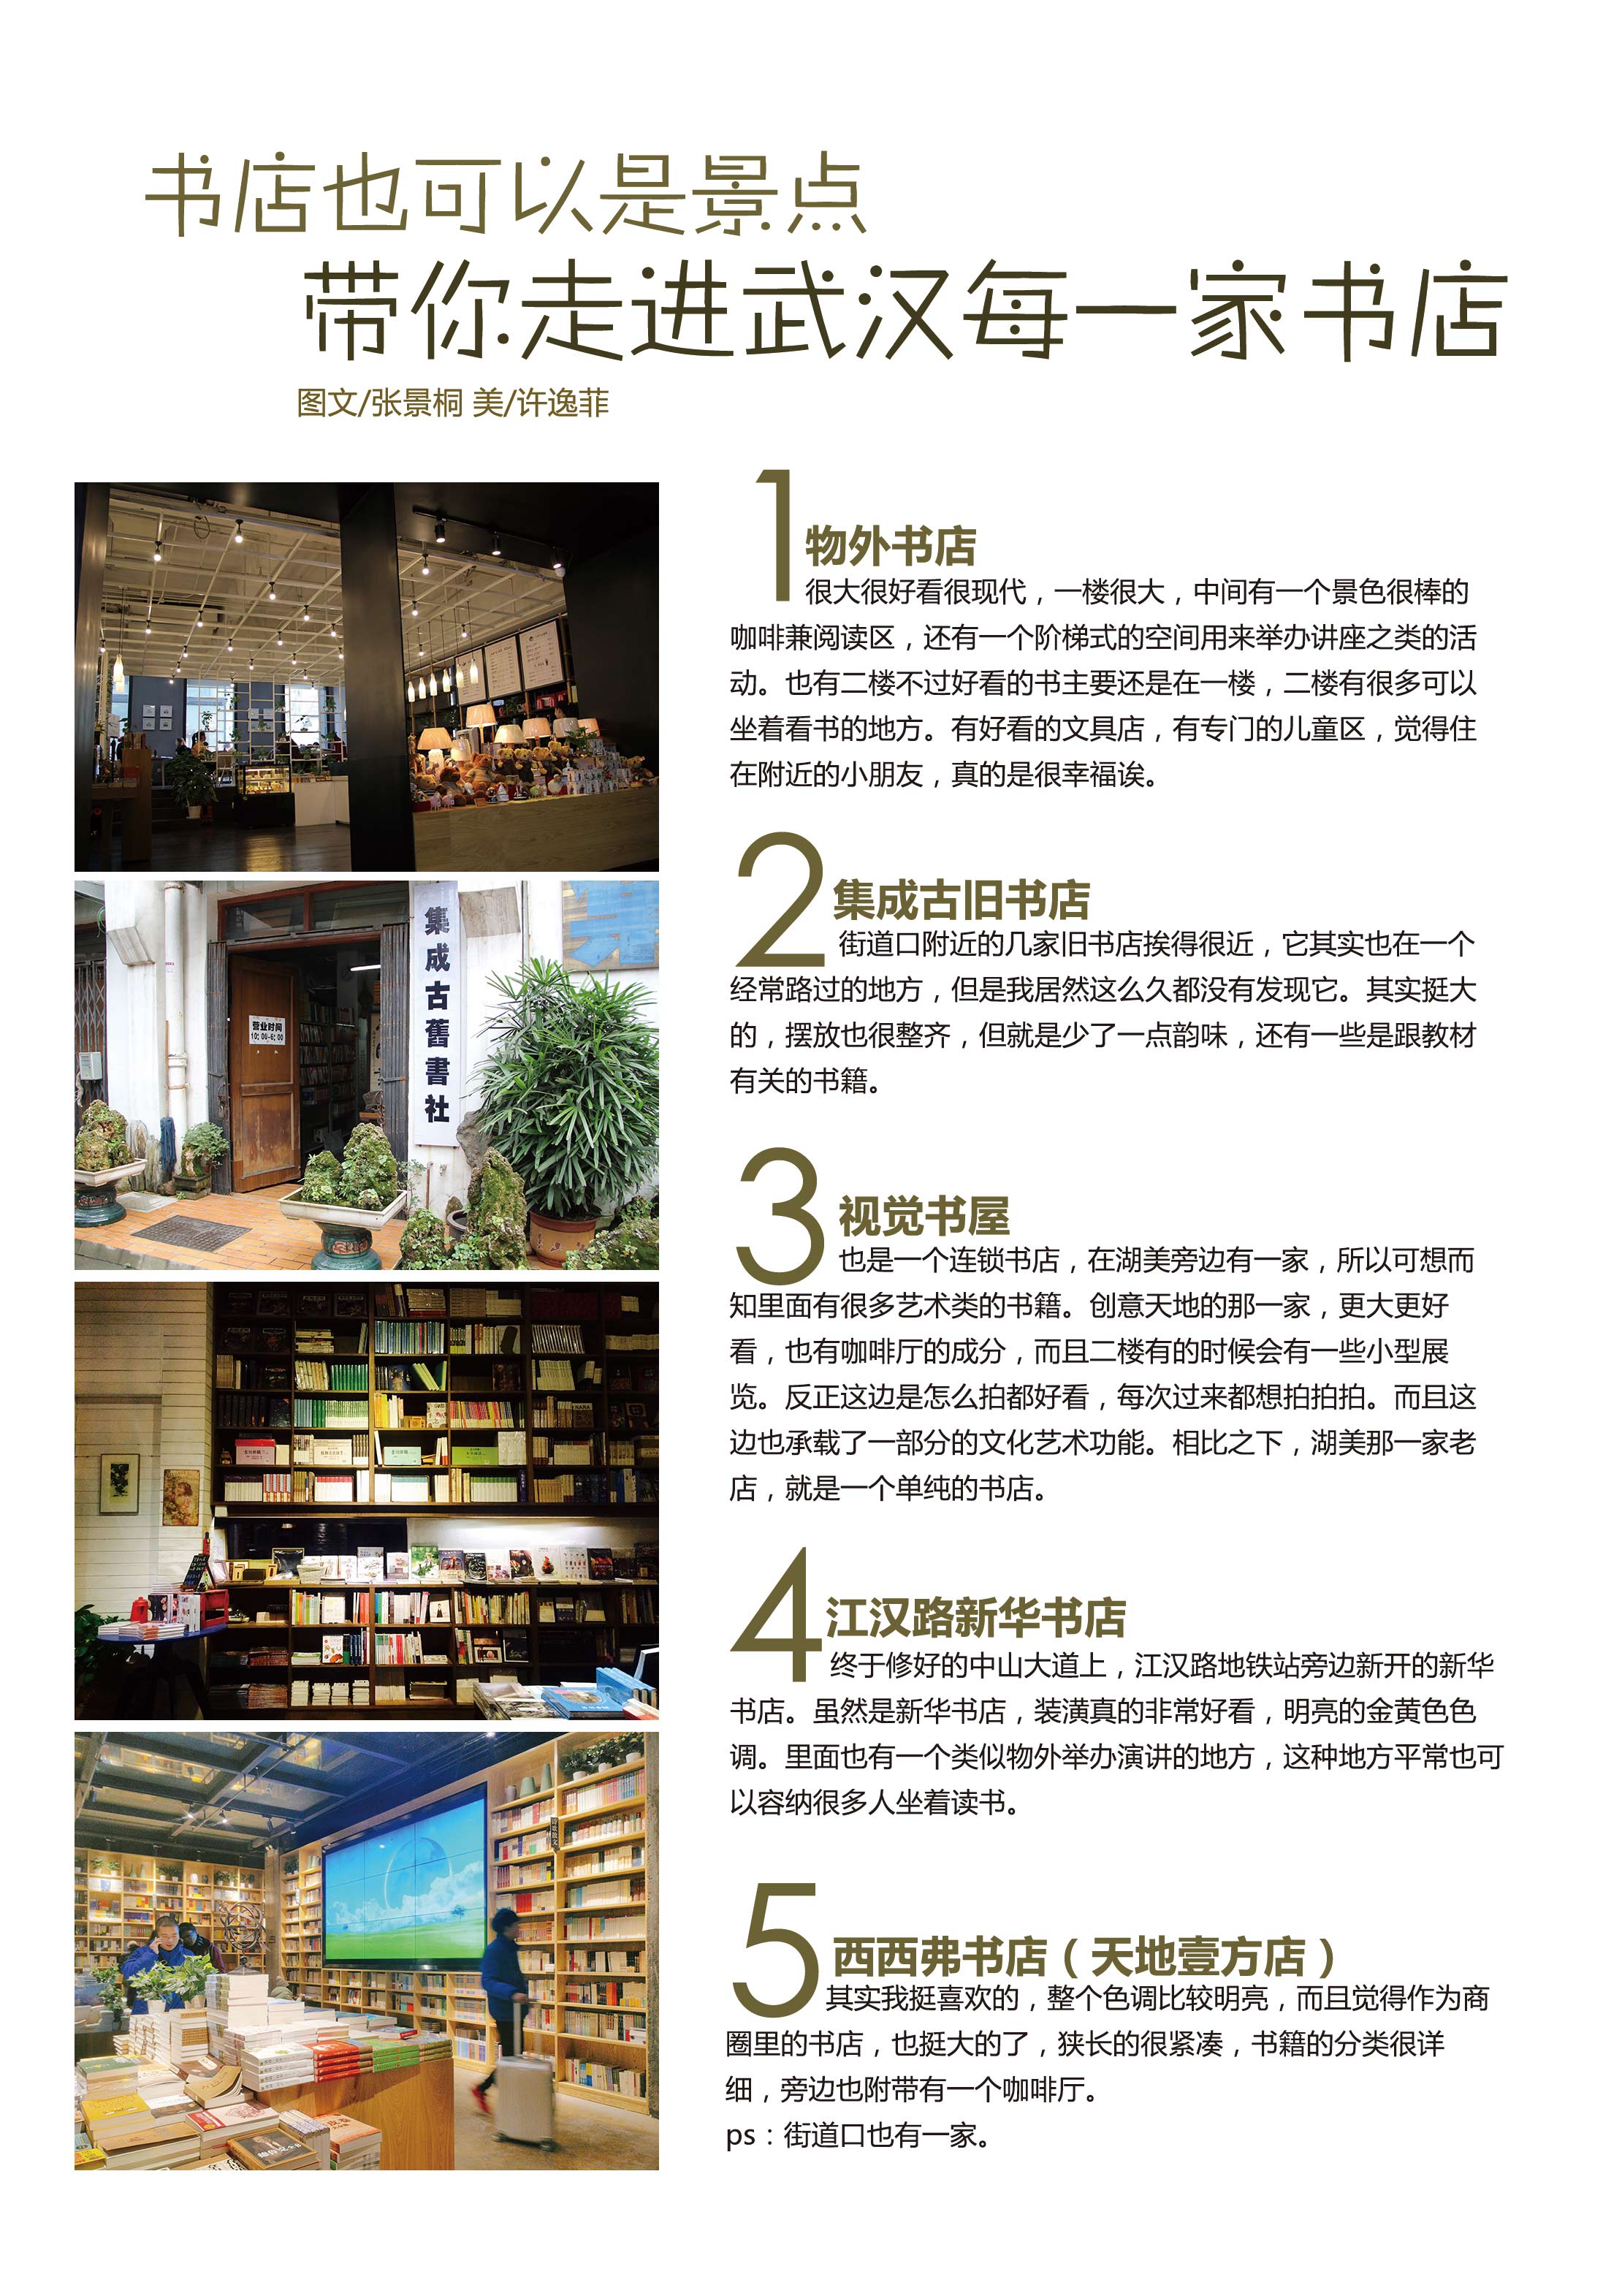 书店也可以是景点
带你走进武汉每一家书店
图文/张景桐 美/许逸菲
1
物外书店
很大很好看很现代，一楼很大，中间有一个景色很棒的
咖啡兼阅读区，还有一个阶梯式的空间用来举办讲座之类的活
动。也有二楼不过好看的书主要还是在一楼，二楼有很多可以
坐着看书的地方。有好看的文具店，有专门的儿童区，觉得住
在附近的小朋友，真的是很幸福诶。
集成古舊書社
营业时间
10：00-6：00
2
集成古旧书店
街道口附近的几家旧书店挨得很近，它其实也在一个
经常路过的地方，但是我居然这么久都没有发现它。其实挺大
的，摆放也很整齐，但就是少了一点韵味，还有一些是跟教材
有关的书籍。
3
视觉书屋
也是一个连锁书店，在湖美旁边有一家，所以可想而
知里面有很多艺术类的书籍。创意天地的那一家，更大更好
看，也有咖啡厅的成分，而且二楼有的时候会有一些小型展
览。反正这边是怎么拍都好看，每次过来都想拍拍拍。而且这
边也承载了一部分的文化艺术功能。相比之下，湖美那一家老
店，就是一个单纯的书店。
4
江汉路新华书店
终于修好的中山大道上，江汉路地铁站旁边新开的新华
书店。虽然是新华书店，装潢真的非常好看，明亮的金黄色色
调。里面也有一个类似物外举办演讲的地方，这种地方平常也可
以容纳很多人坐着读书。
5
西西弗书店（天地壹方店）
其实我挺喜欢的，整个色调比较明亮，而且觉得作为商
圈里的书店，也挺大的了，狭长的很紧凑，书籍的分类很详
细，旁边也附带有一个咖啡厅。
ps：街道口也有一家。